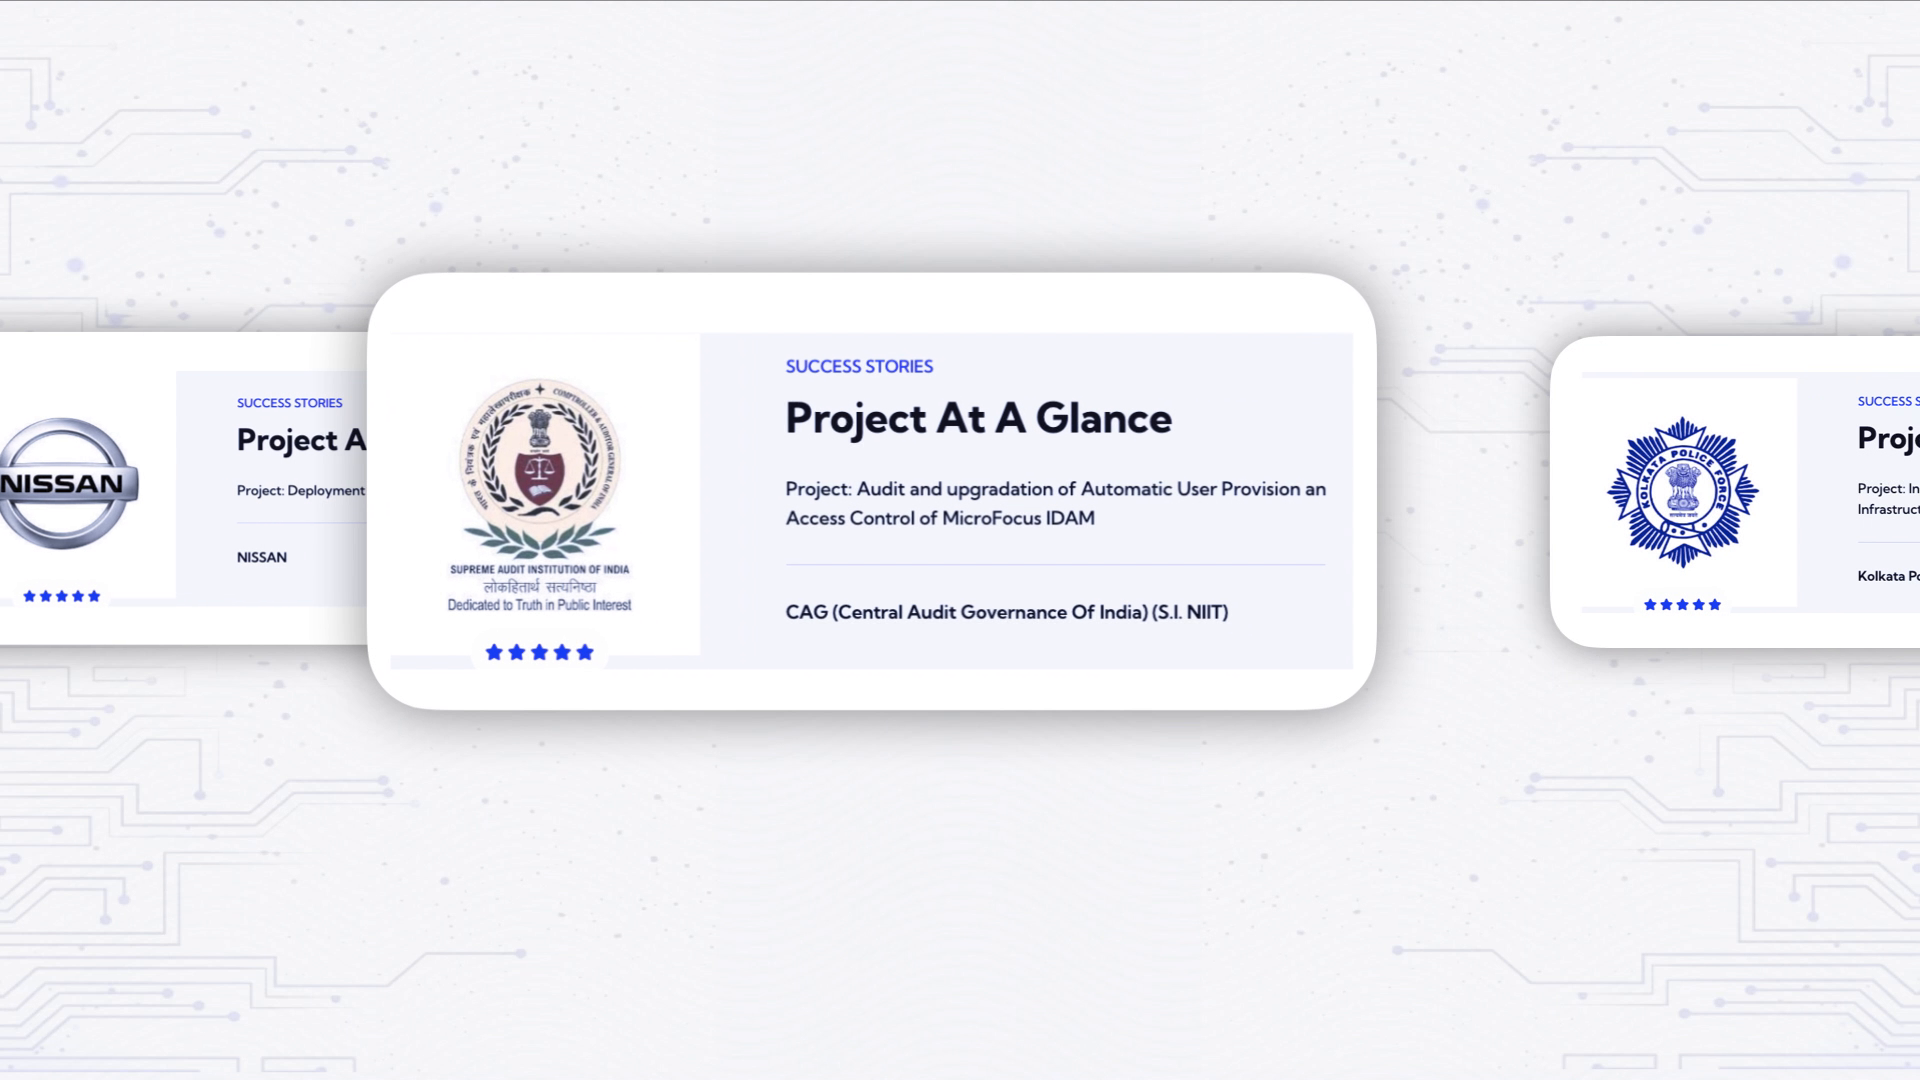 NISSAN
SUCCESS STORIES
Project A
Project: Deployment
NISSAN
नियंत्रक एवं महालेखापरीक्षक
COMPTROLLER & AUDITOR GENERAL OF INDIA
SUPREME AUDIT INSTITUTION OF INDIA
लोकहितार्थ सत्यनिष्ठा
Dedicated to Truth in Public Interest
SUCCESS STORIES
Project At A Glance
Project: Audit and upgradation of Automatic User Provision an
Access Control of MicroFocus IDAM
CAG (Central Audit Governance Of India) (S.I. NIIT)
KOLKATA POLICE FORCE
SUCCESS S
Proje
Project: In
Infrastruct
Kolkata Po